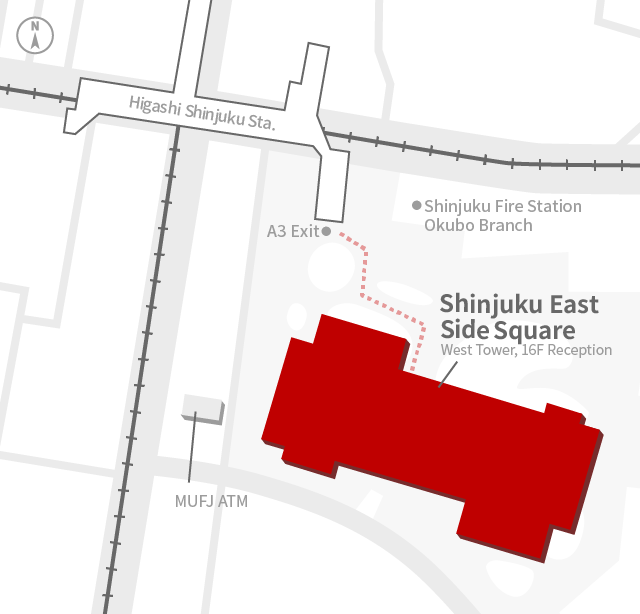 N
Higashi Shinjuku Sta.
Shinjuku Fire Station
Okubo Branch
A3 Exit
Shinjuku East
Side Square
West Tower, 16F Reception
MUFJ ATM